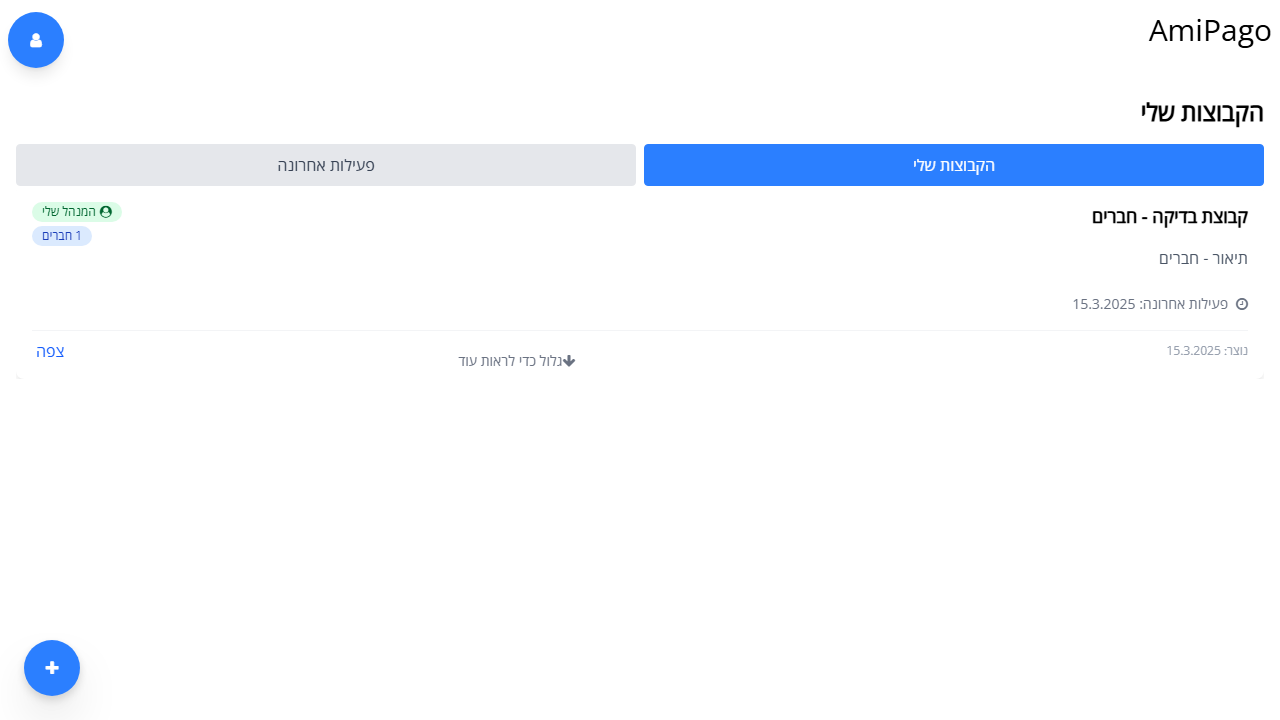 AmiPago
הקבוצות שלי
הקבוצות שלי
פעילות אחרונה
קבוצת בדיקה - חברים
המנהל שלי
1 חברים
תיאור - חברים
פעילות אחרונה: 15.3.2025
נוצר: 15.3.2025
גלול כדי לראות עוד
צפה